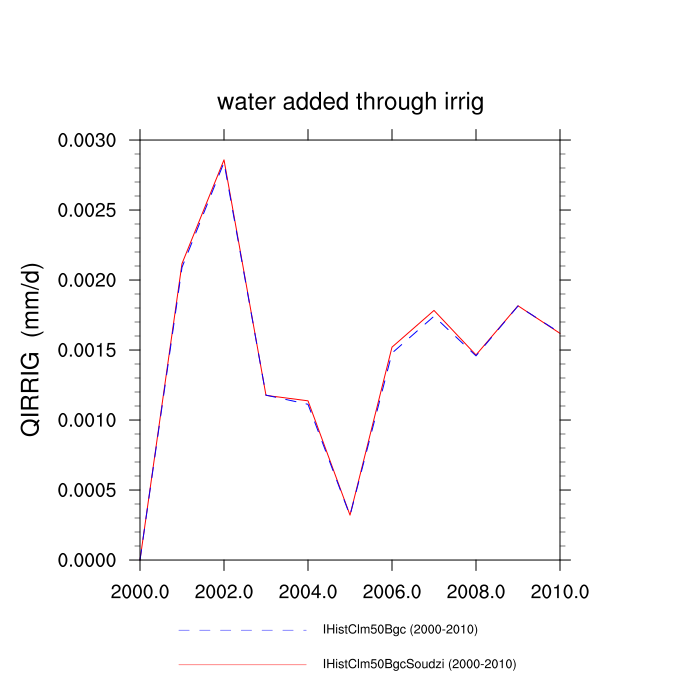 water added through irrig
QIRRIG (mm/d)
0.0030
0.0025
0.0020
0.0015
0.0010
0.0005
0.0000
2000.0 2002.0 2004.0 2006.0 2008.0 2010.0
IHistClm50Bgc (2000-2010)
IHistClm50BgcSoudzi (2000-2010)